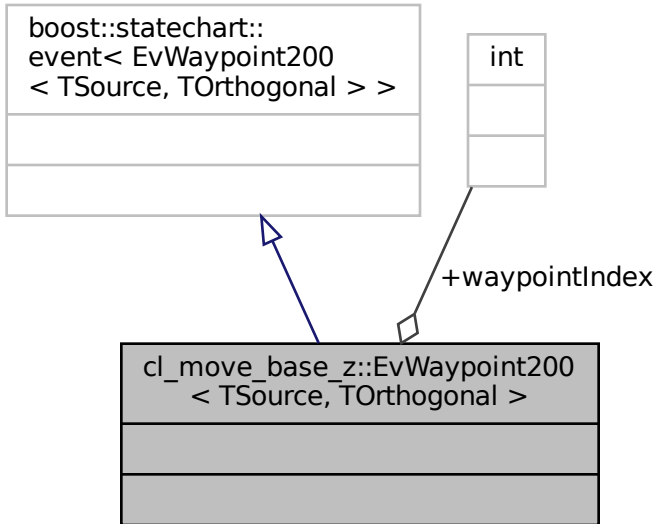 boost::statechart::
event< EvWaypoint200
< TSource, TOrthogonal > >
int
+waypointIndex
cl_move_base_z::EvWaypoint200
< TSource, TOrthogonal >